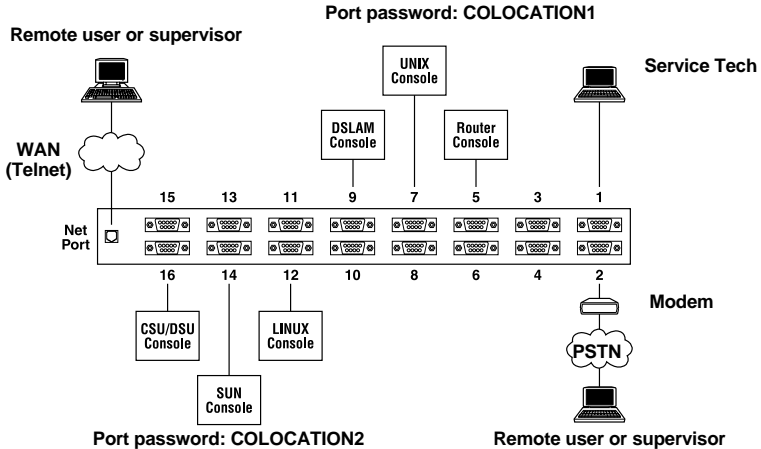 Port password: COLOCATION1
Remote user or supervisor
UNIX
Console
Service Tech
DSLAM
Console
Router
Console
WAN
(Telnet)
15 13 11 9 7 5 3 1
Net
Port
16 14 12 10 8 6 4 2
CSU/DSU
Console
LINUX
Console
Modem
PSTN
SUN
Console
Port password: COLOCATION2
Remote user or supervisor